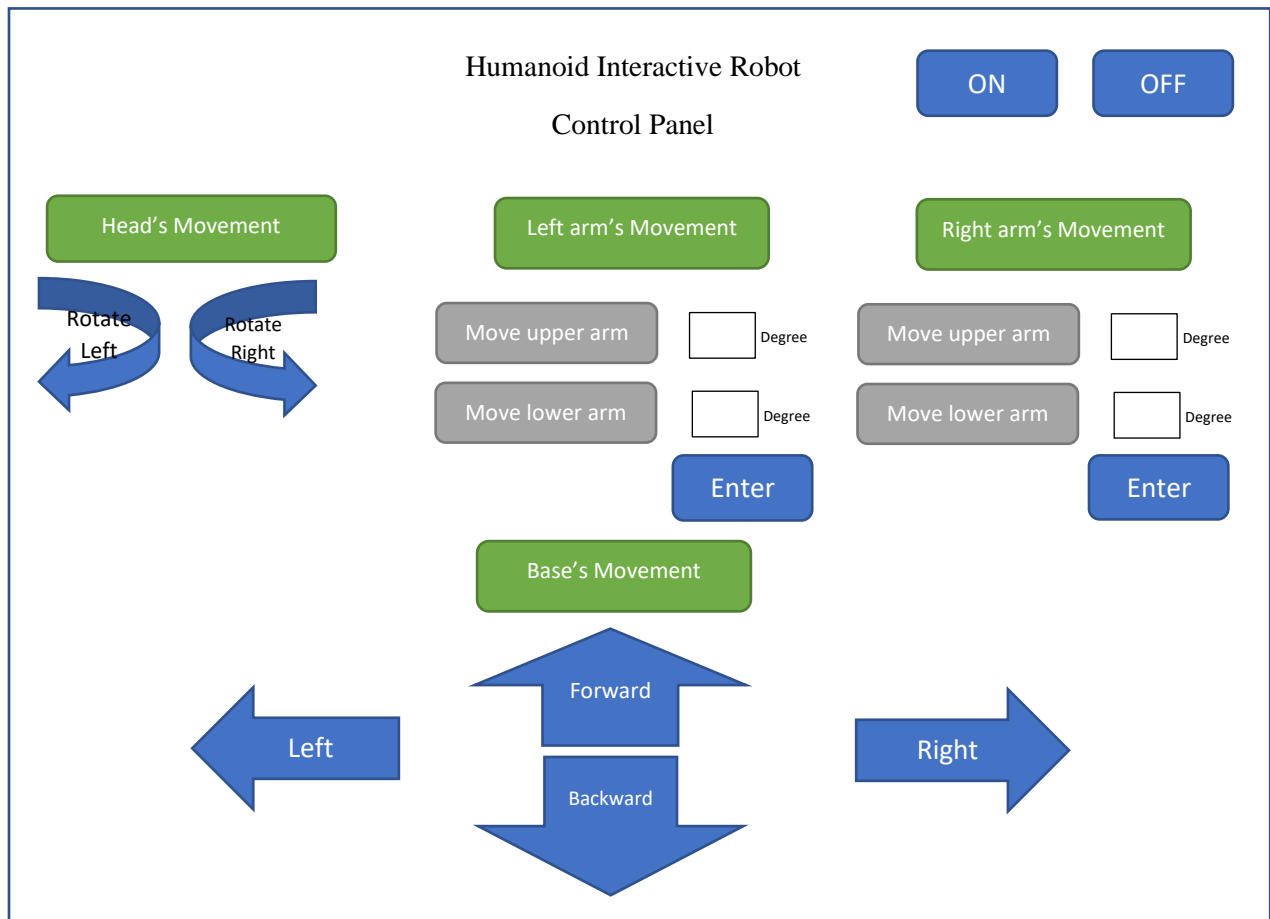 Humanoid Interactive Robot
Control Panel
ON
OFF
Head’s Movement
Rotate
Left
Rotate
Right
Left arm’s Movement
Move upper arm
Degree
Move lower arm
Degree
Enter
Right arm’s Movement
Move upper arm
Degree
Move lower arm
Degree
Enter
Base’s Movement
Forward
Left
Right
Backward